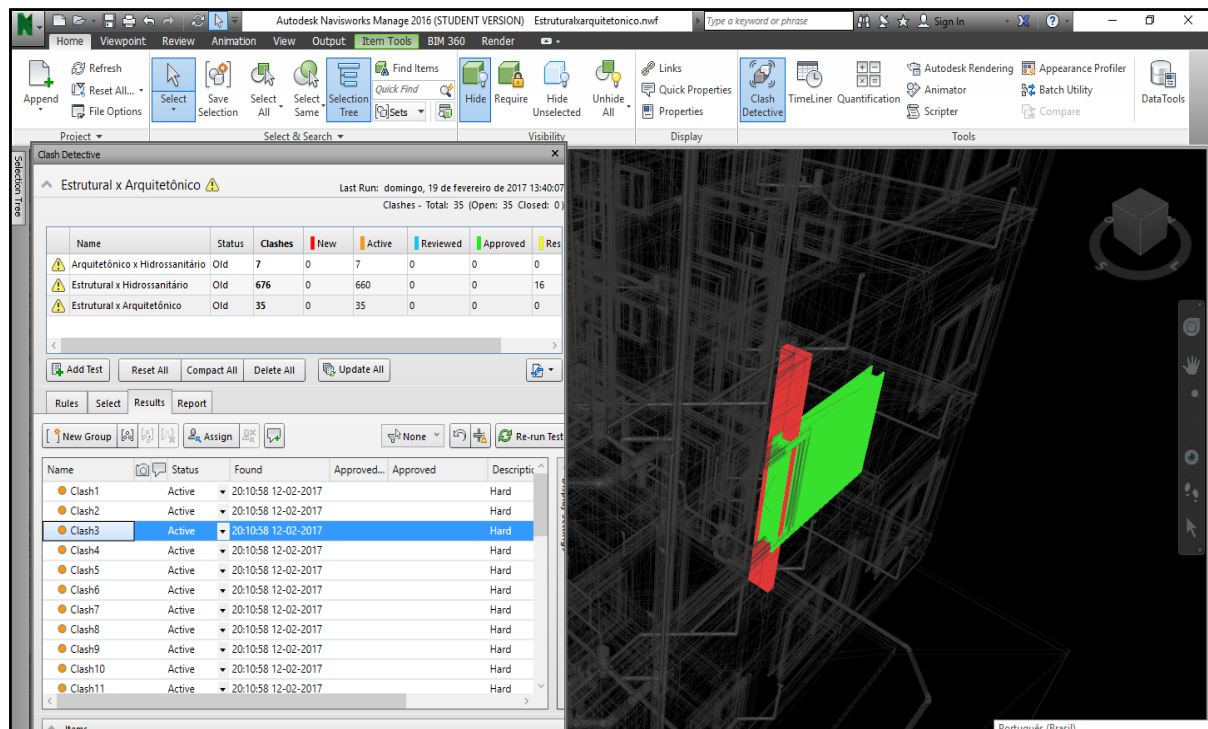 Autodesk Navisworks Manage 2016 (STUDENT VERSION) Estruturalxarquitetonico.nwf Type a keyword or phrase Sign In
Home Viewpoint Review Animation View Output Item Tools BIM 360 Render
Append
Refresh
Reset All...
File Options
Select
Save Selection
Select All
Select Same
Selection Tree
Find Items
Quick Find
Sets
Hide
Require
Hide Unselected
Unhide All
Links
Quick Properties
Properties
Clash Detective
TimeLiner
Quantification
Autodesk Rendering
Animator
Scripter
Appearance Profiler
Batch Utility
Compare
DataTools
Project Select & Search Visibility Display Tools
Selection Tree
Clash Detective
Estrutural x Arquitetônico
Last Run: domingo, 19 de fevereiro de 2017 13:40:07
Clashes - Total: 35 (Open: 35 Closed: 0)
Name Status Clashes New Active Reviewed Approved Res
Arquitetônico x Hidrossanitário Old 7 0 7 0 0 0
Estrutural x Hidrossanitário Old 676 0 660 0 0 16
Estrutural x Arquitetônico Old 35 0 35 0 0 0
Add Test Reset All Compact All Delete All Update All
Rules Select Results Report
New Group Assign None Re-run Test
Name Status Found Approved... Approved Descriptic
Clash1 Active 20:10:58 12-02-2017 Hard
Clash2 Active 20:10:58 12-02-2017 Hard
Clash3 Active 20:10:58 12-02-2017 Hard
Clash4 Active 20:10:58 12-02-2017 Hard
Clash5 Active 20:10:58 12-02-2017 Hard
Clash6 Active 20:10:58 12-02-2017 Hard
Clash7 Active 20:10:58 12-02-2017 Hard
Clash8 Active 20:10:58 12-02-2017 Hard
Clash9 Active 20:10:58 12-02-2017 Hard
Clash10 Active 20:10:58 12-02-2017 Hard
Clash11 Active 20:10:58 12-02-2017 Hard
S E
Português (Brasil)